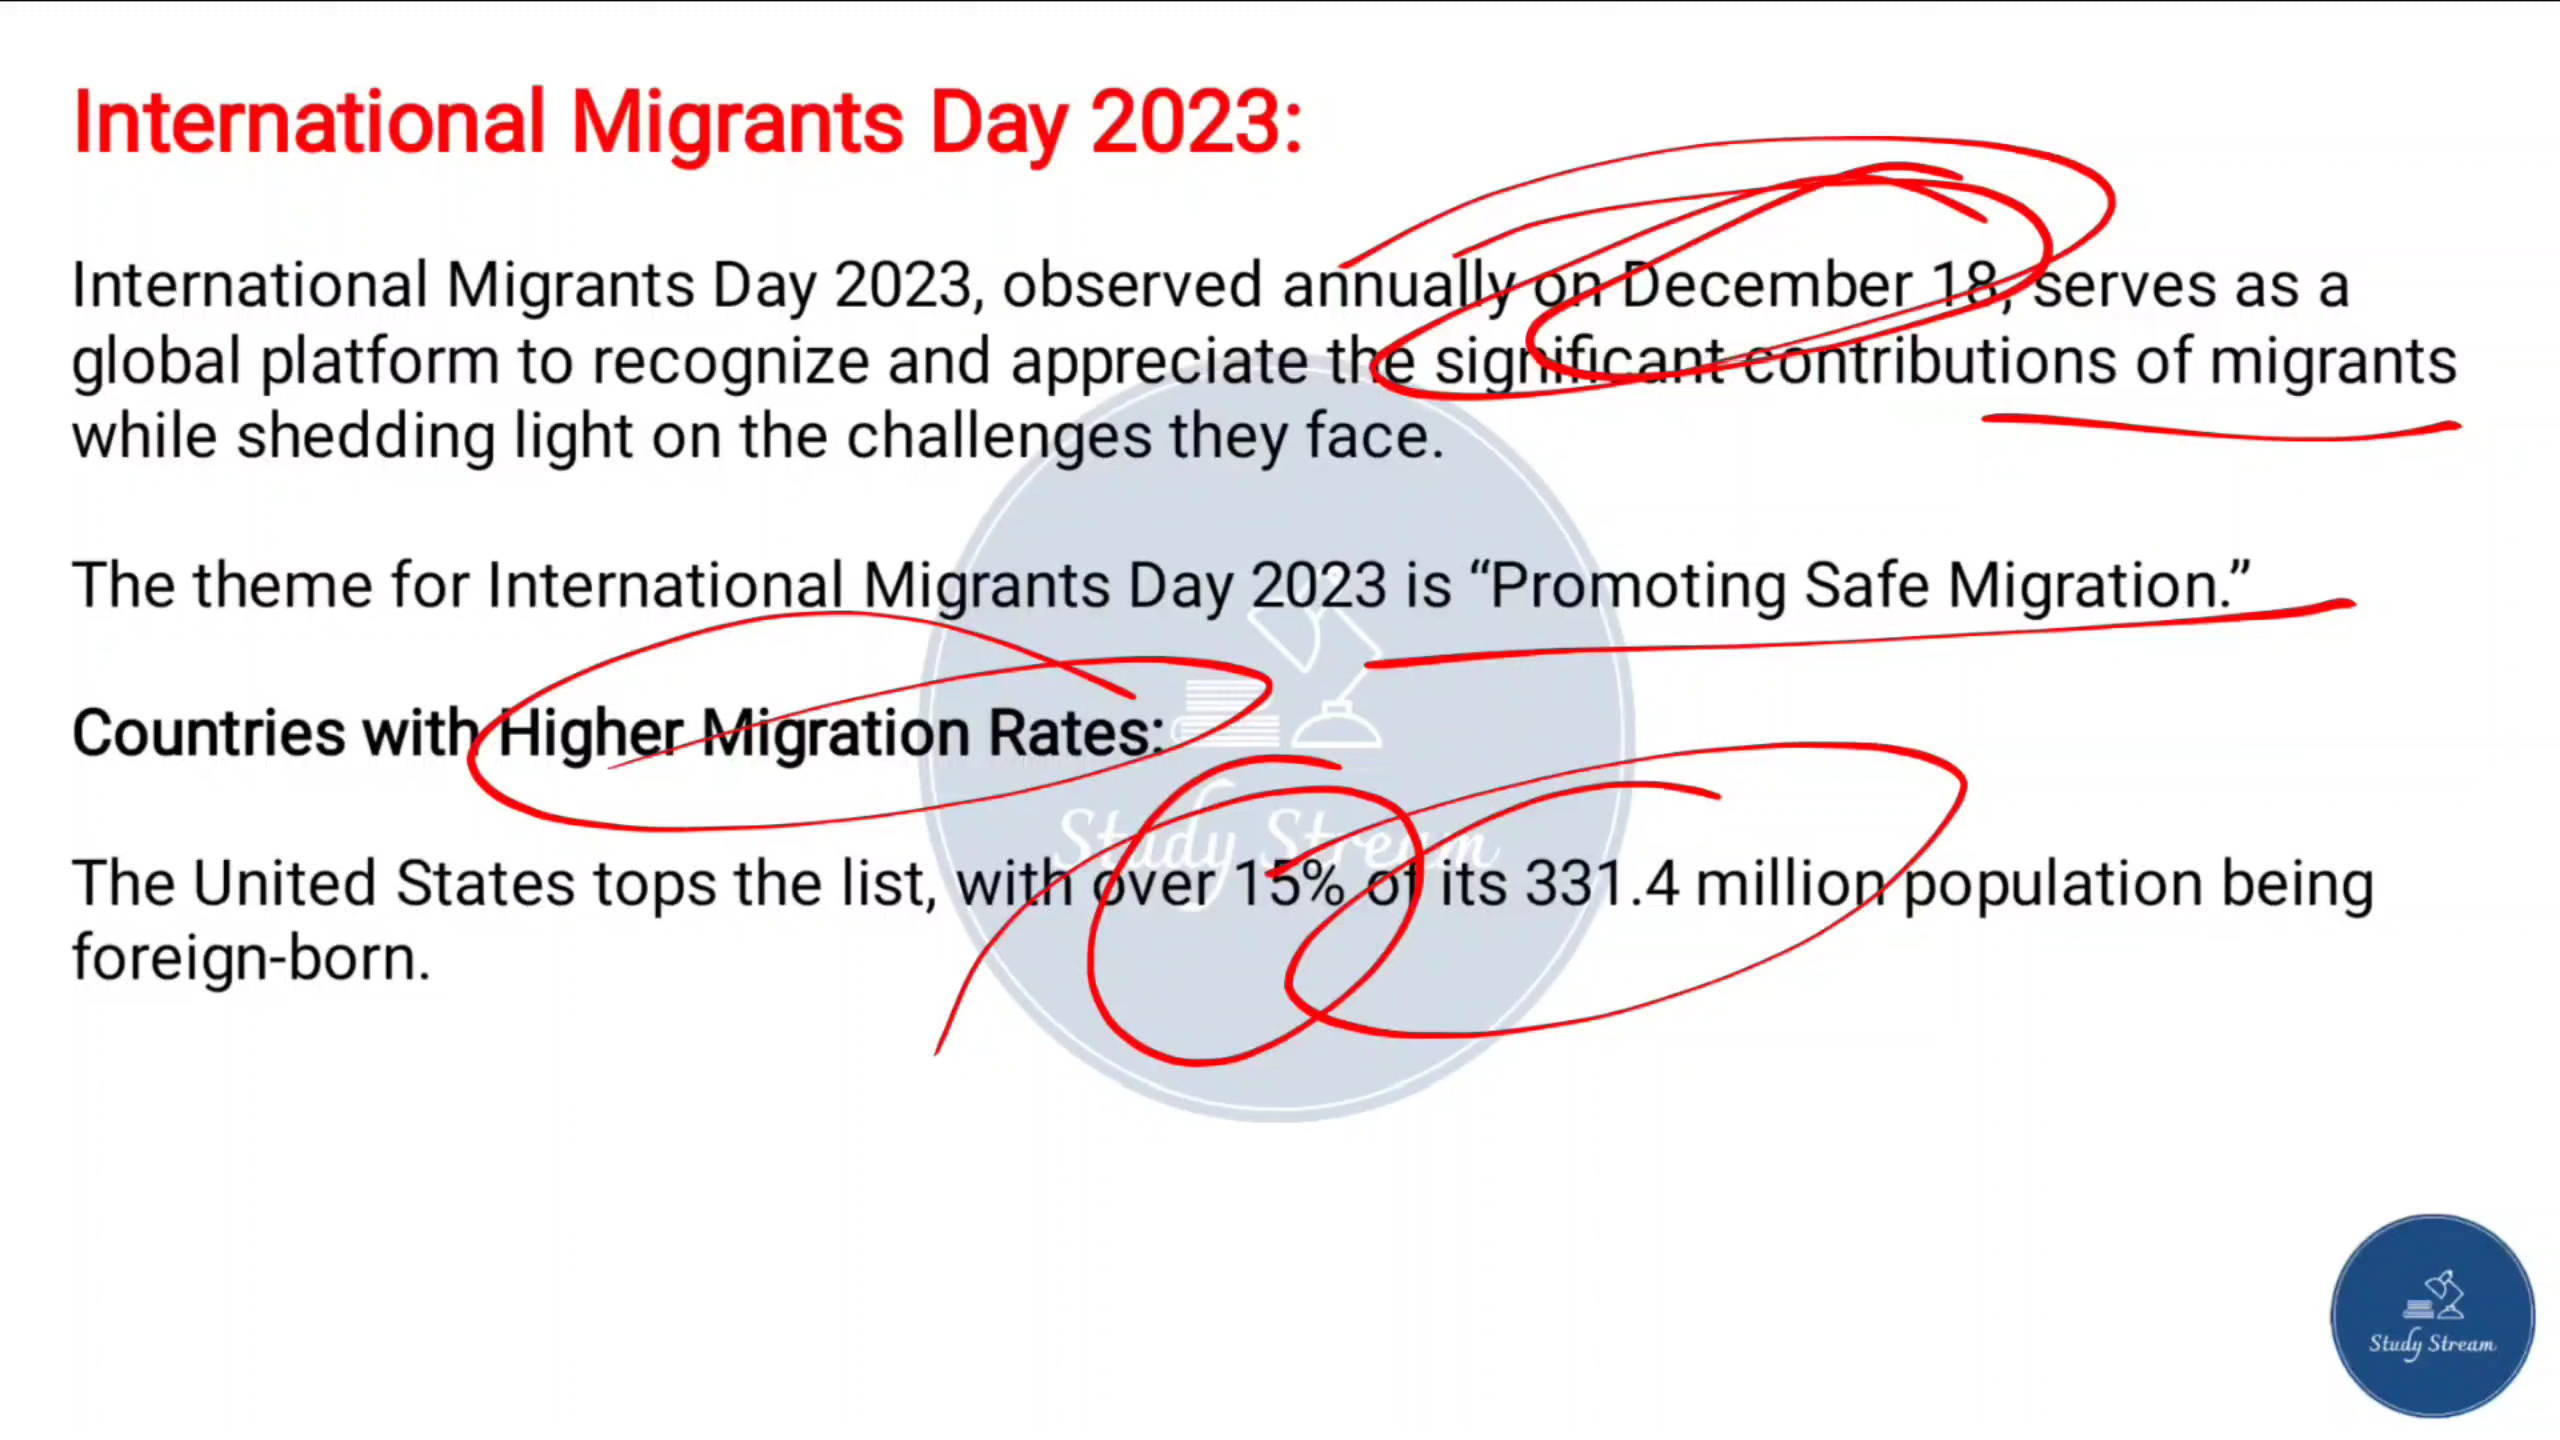 International Migrants Day 2023:
International Migrants Day 2023, observed annually on December 18, serves as a
global platform to recognize and appreciate the significant contributions of migrants
while shedding light on the challenges they face.
The theme for International Migrants Day 2023 is “Promoting Safe Migration.”
Countries with Higher Migration Rates:
Study Stream
The United States tops the list, with over 15% of its 331.4 million population being
foreign-born.
Study Stream